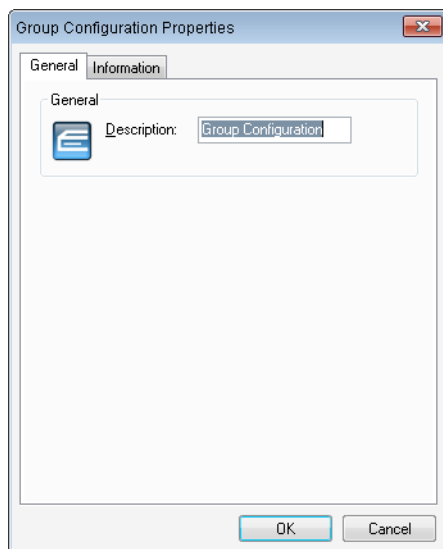 Group Configuration Properties
General Information
General
Description: Group Configuration
OK Cancel